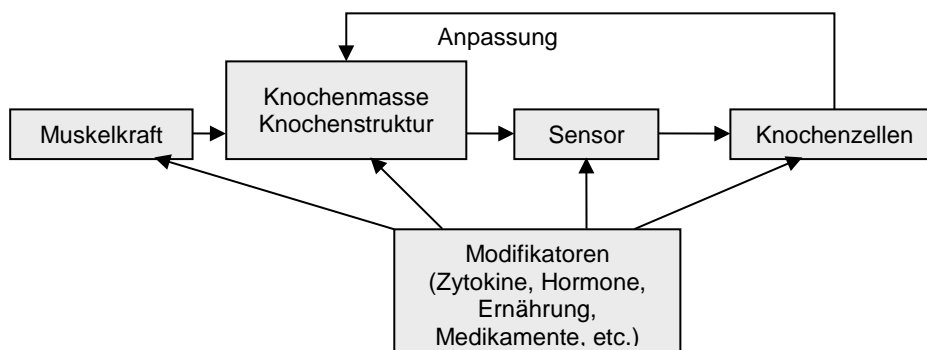 Anpassung
Knochenmasse
Knochenstruktur
Muskelkraft
Sensor
Knochenzellen
Modifikatoren
(Zytokine, Hormone,
Ernährung,
Medikamente, etc.)